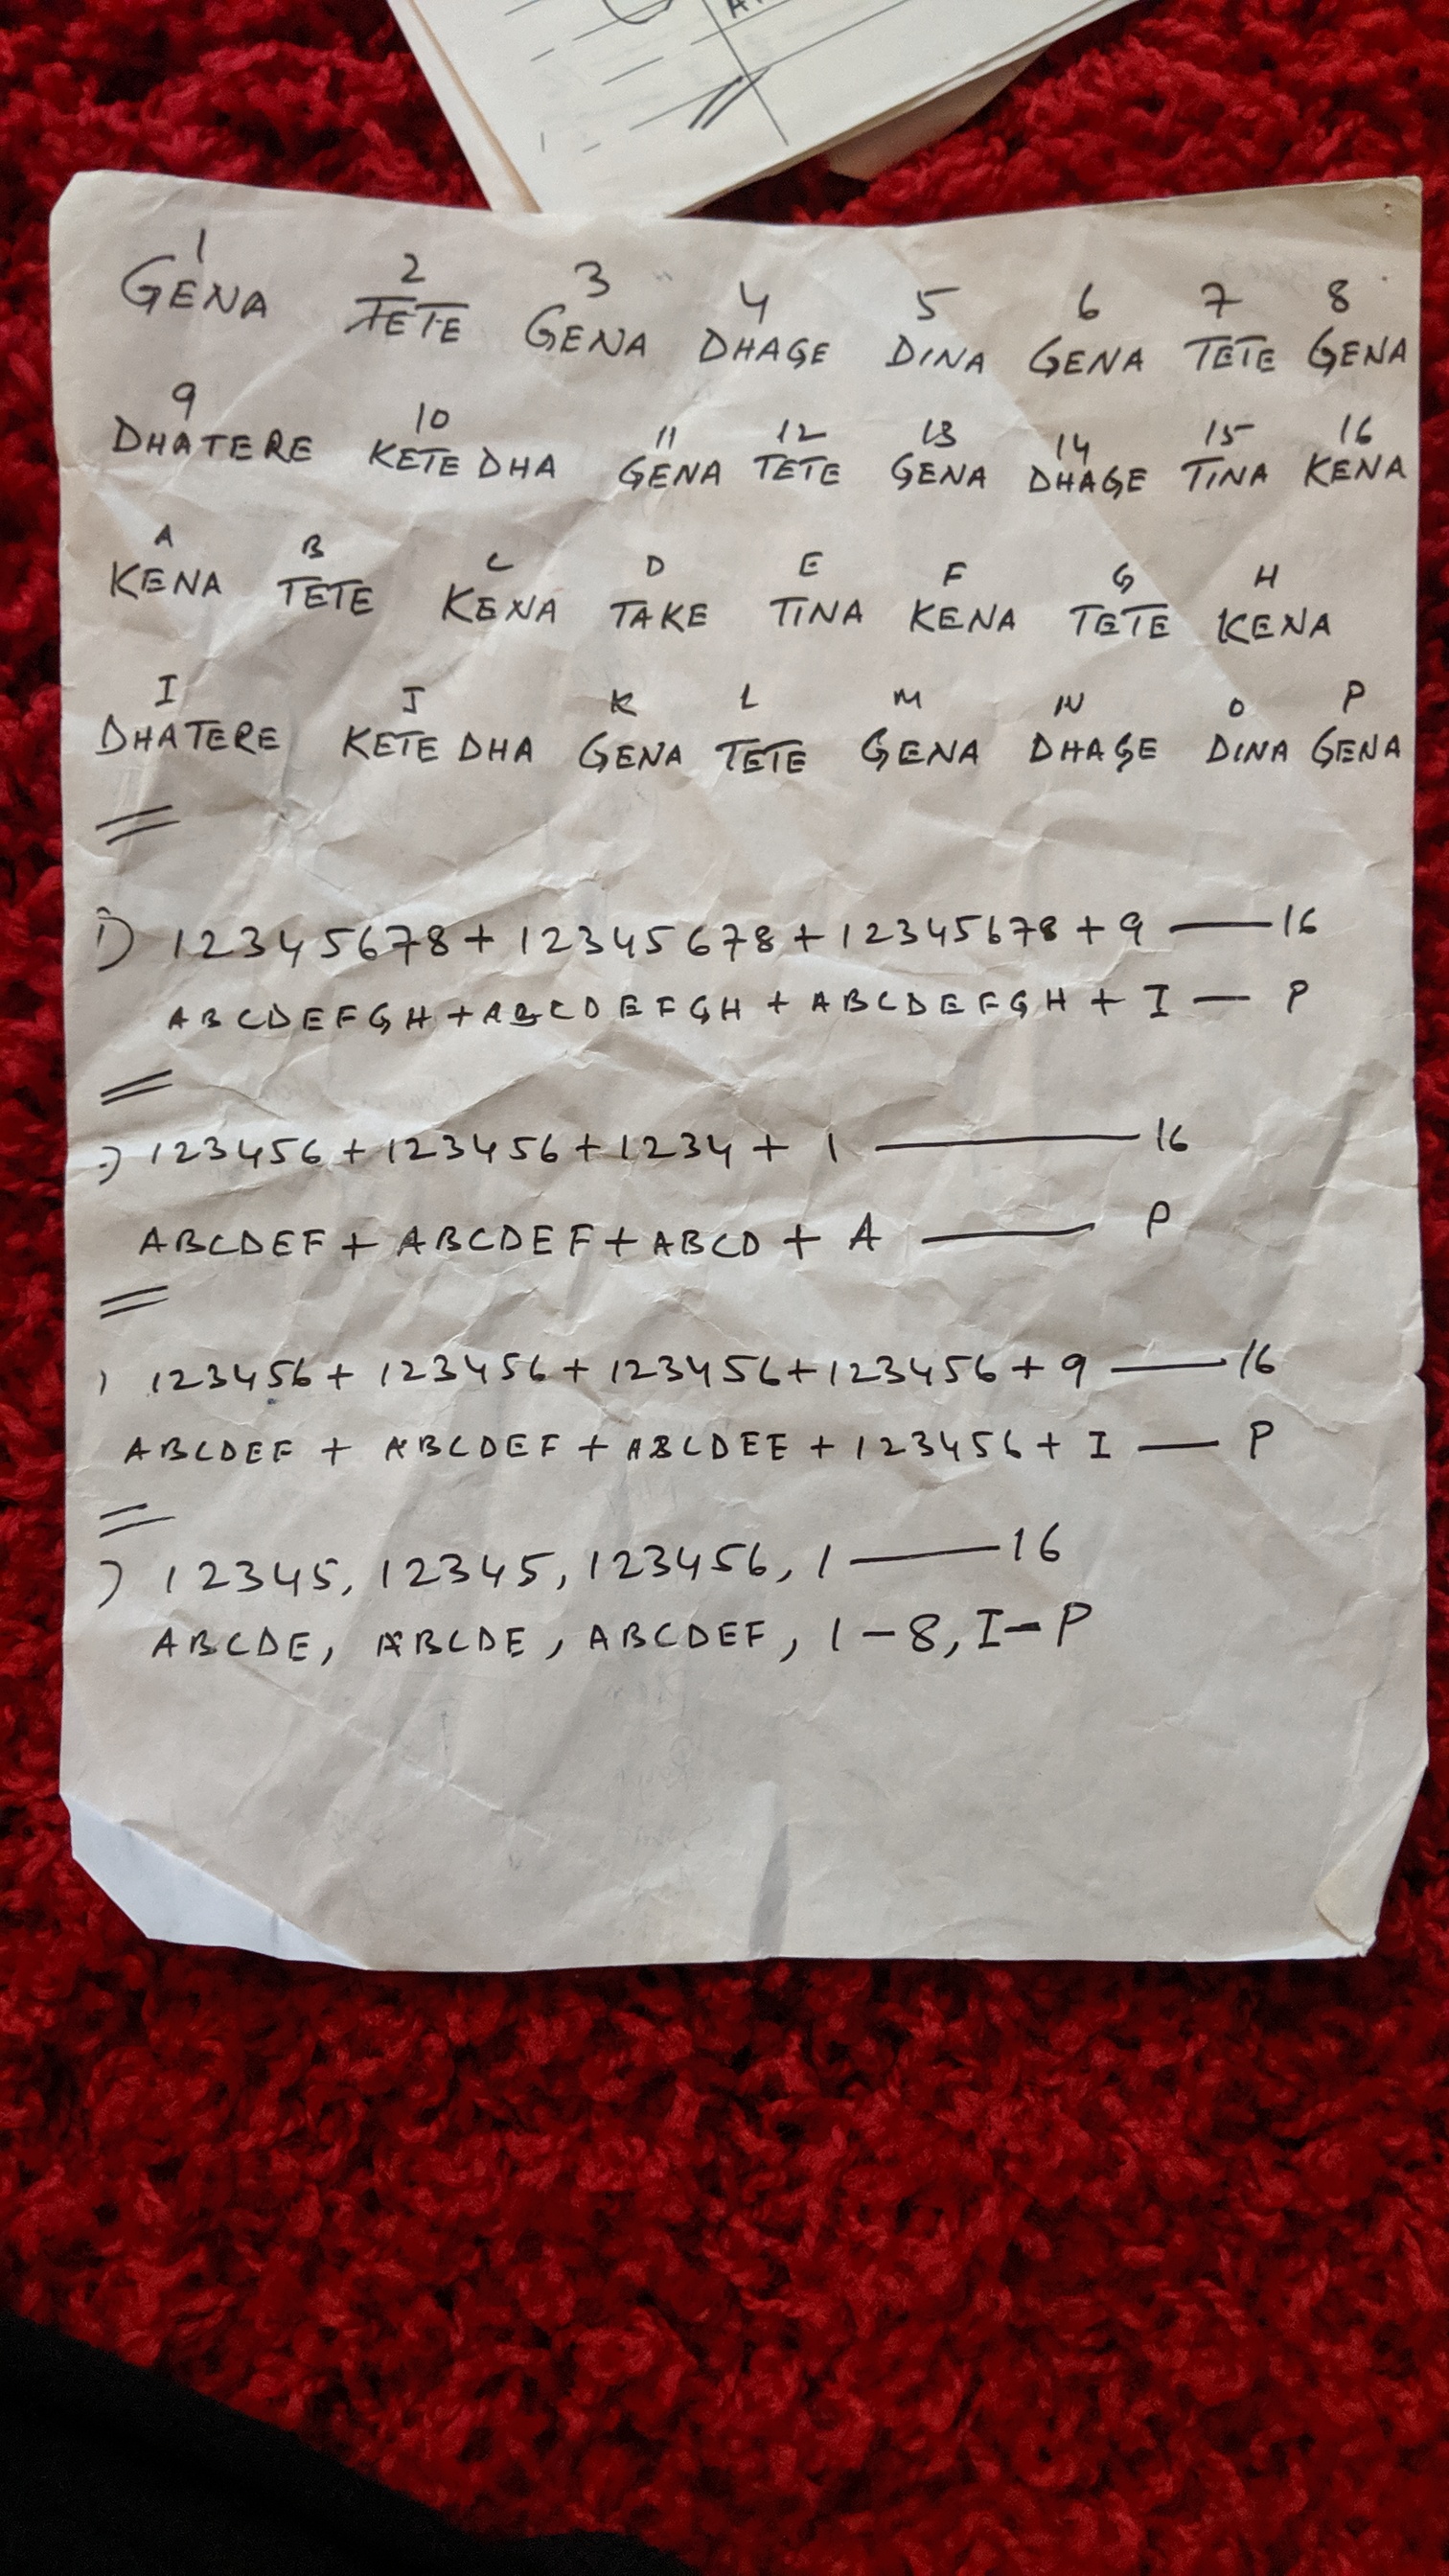 1 2 3 4 5 6 7 8
GENA TETE GENA DHAGE DINA GENA TETE GENA
9 10 11 12 13 14 15 16
DHATERE KETE DHA GENA TETE GENA DHAGE TINA KENA
A B C D E F G H
KENA TETE KENA TAKE TINA KENA TETE KENA
I J K L M N O P
DHATERE KETE DHA GENA TETE GENA DHAGE DINA GENA
1) 12345678 + 12345678 + 12345678 + 9 — 16
ABCDEFGH + ABCDEFGH + ABCDEFGH + I — P
123456 + 123456 + 1234 + 1 — 16
ABCDEF + ABCDEF + ABCD + A — P
) 123456 + 123456 + 123456 + 123456 + 9 — 16
ABCDEF + ABCDEF + ABCDEE + 123456 + I — P
) 12345, 12345, 123456, 1 — 16
ABCDE, ABCDE, ABCDEF, 1 – 8, I – P